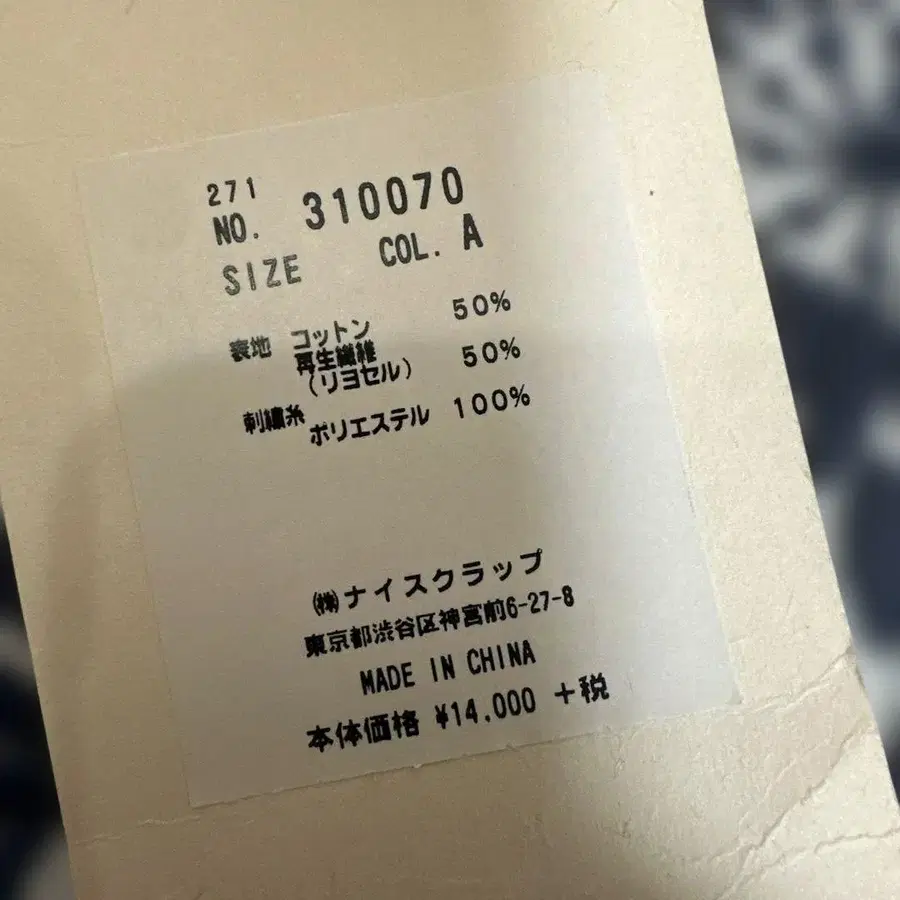 271
NO. 310070
SIZE COL. A
表地 コットン 50%
再生繊維
(リヨセル) 50%
刺繍糸
ポリエステル 100%
㈱ナイスクラップ
東京都渋谷区神宮前6-27-8
MADE IN CHINA
本体価格 ¥14,000 +税